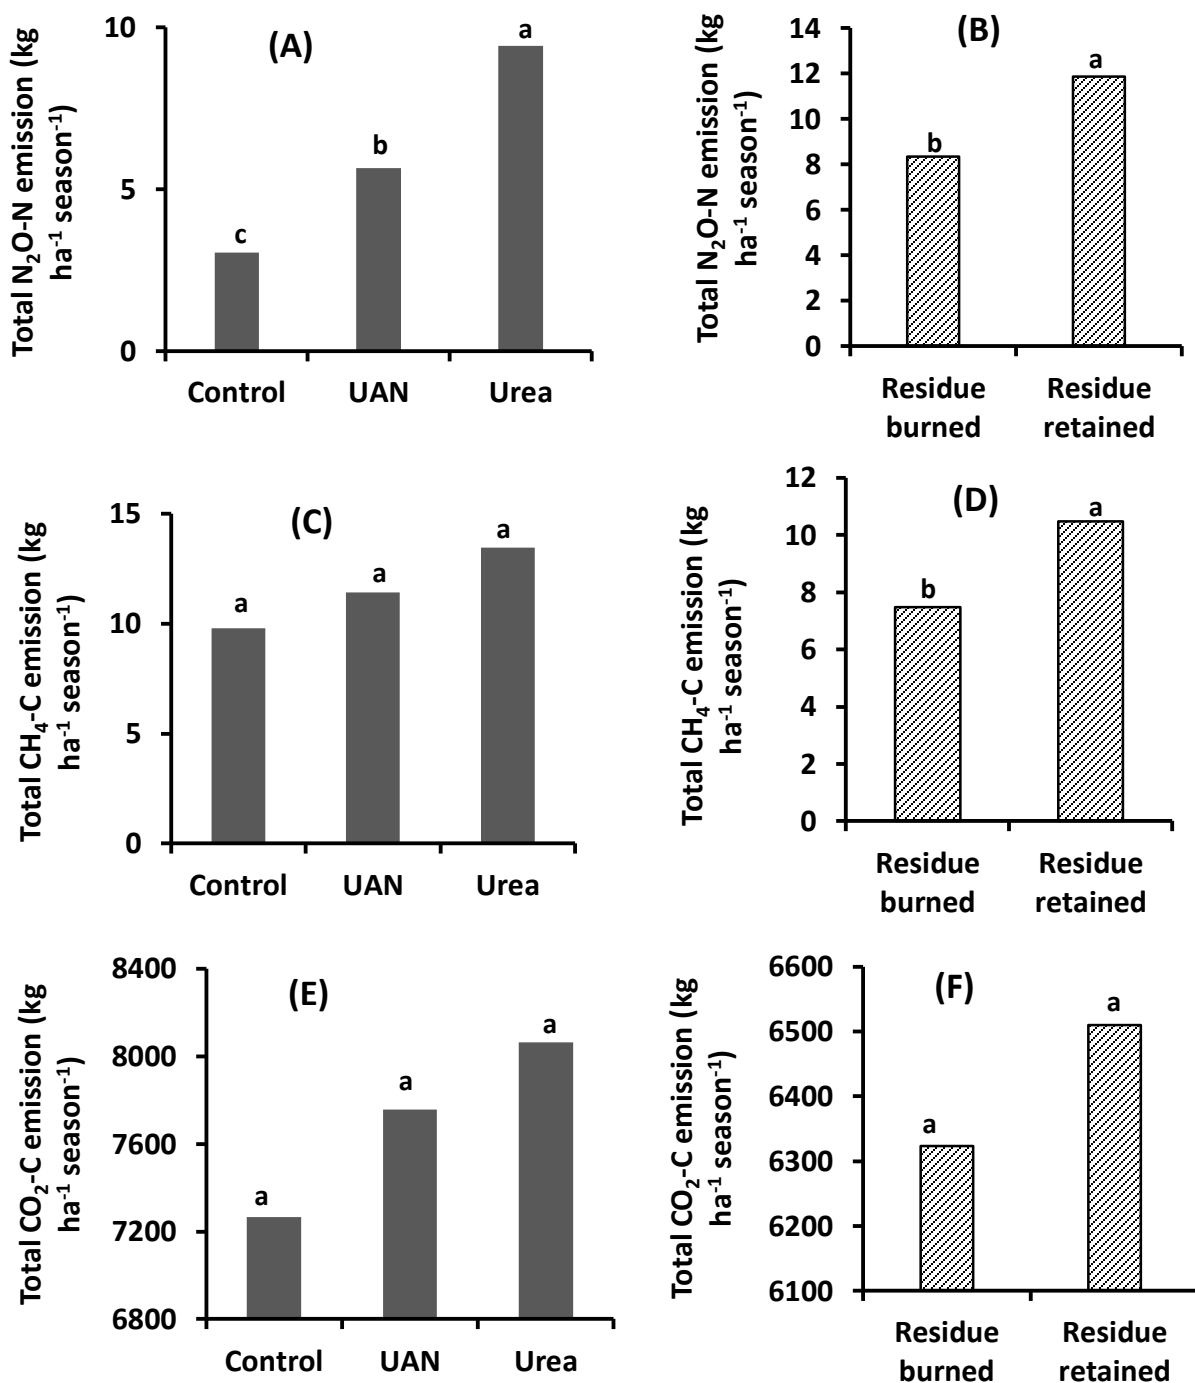 (A)
Total N₂O-N emission (kg
ha⁻¹ season⁻¹)
10
5
0
c
b
a
Control UAN Urea
(B)
Total N₂O-N emission (kg
ha⁻¹ season⁻¹)
14
12
10
8
6
4
2
0
b
a
Residue Residue
burned retained
(C)
Total CH₄-C emission (kg
ha⁻¹ season⁻¹)
15
10
5
0
a
a
a
Control UAN Urea
(D)
Total CH₄-C emission (kg
ha⁻¹ season⁻¹)
12
10
8
6
4
2
0
b
a
Residue Residue
burned retained
(E)
Total CO₂-C emission (kg
ha⁻¹ season⁻¹)
8400
8000
7600
7200
6800
a
a
a
Control UAN Urea
(F)
Total CO₂-C emission (kg
ha⁻¹ season⁻¹)
6600
6500
6400
6300
6200
6100
a
a
Residue Residue
burned retained